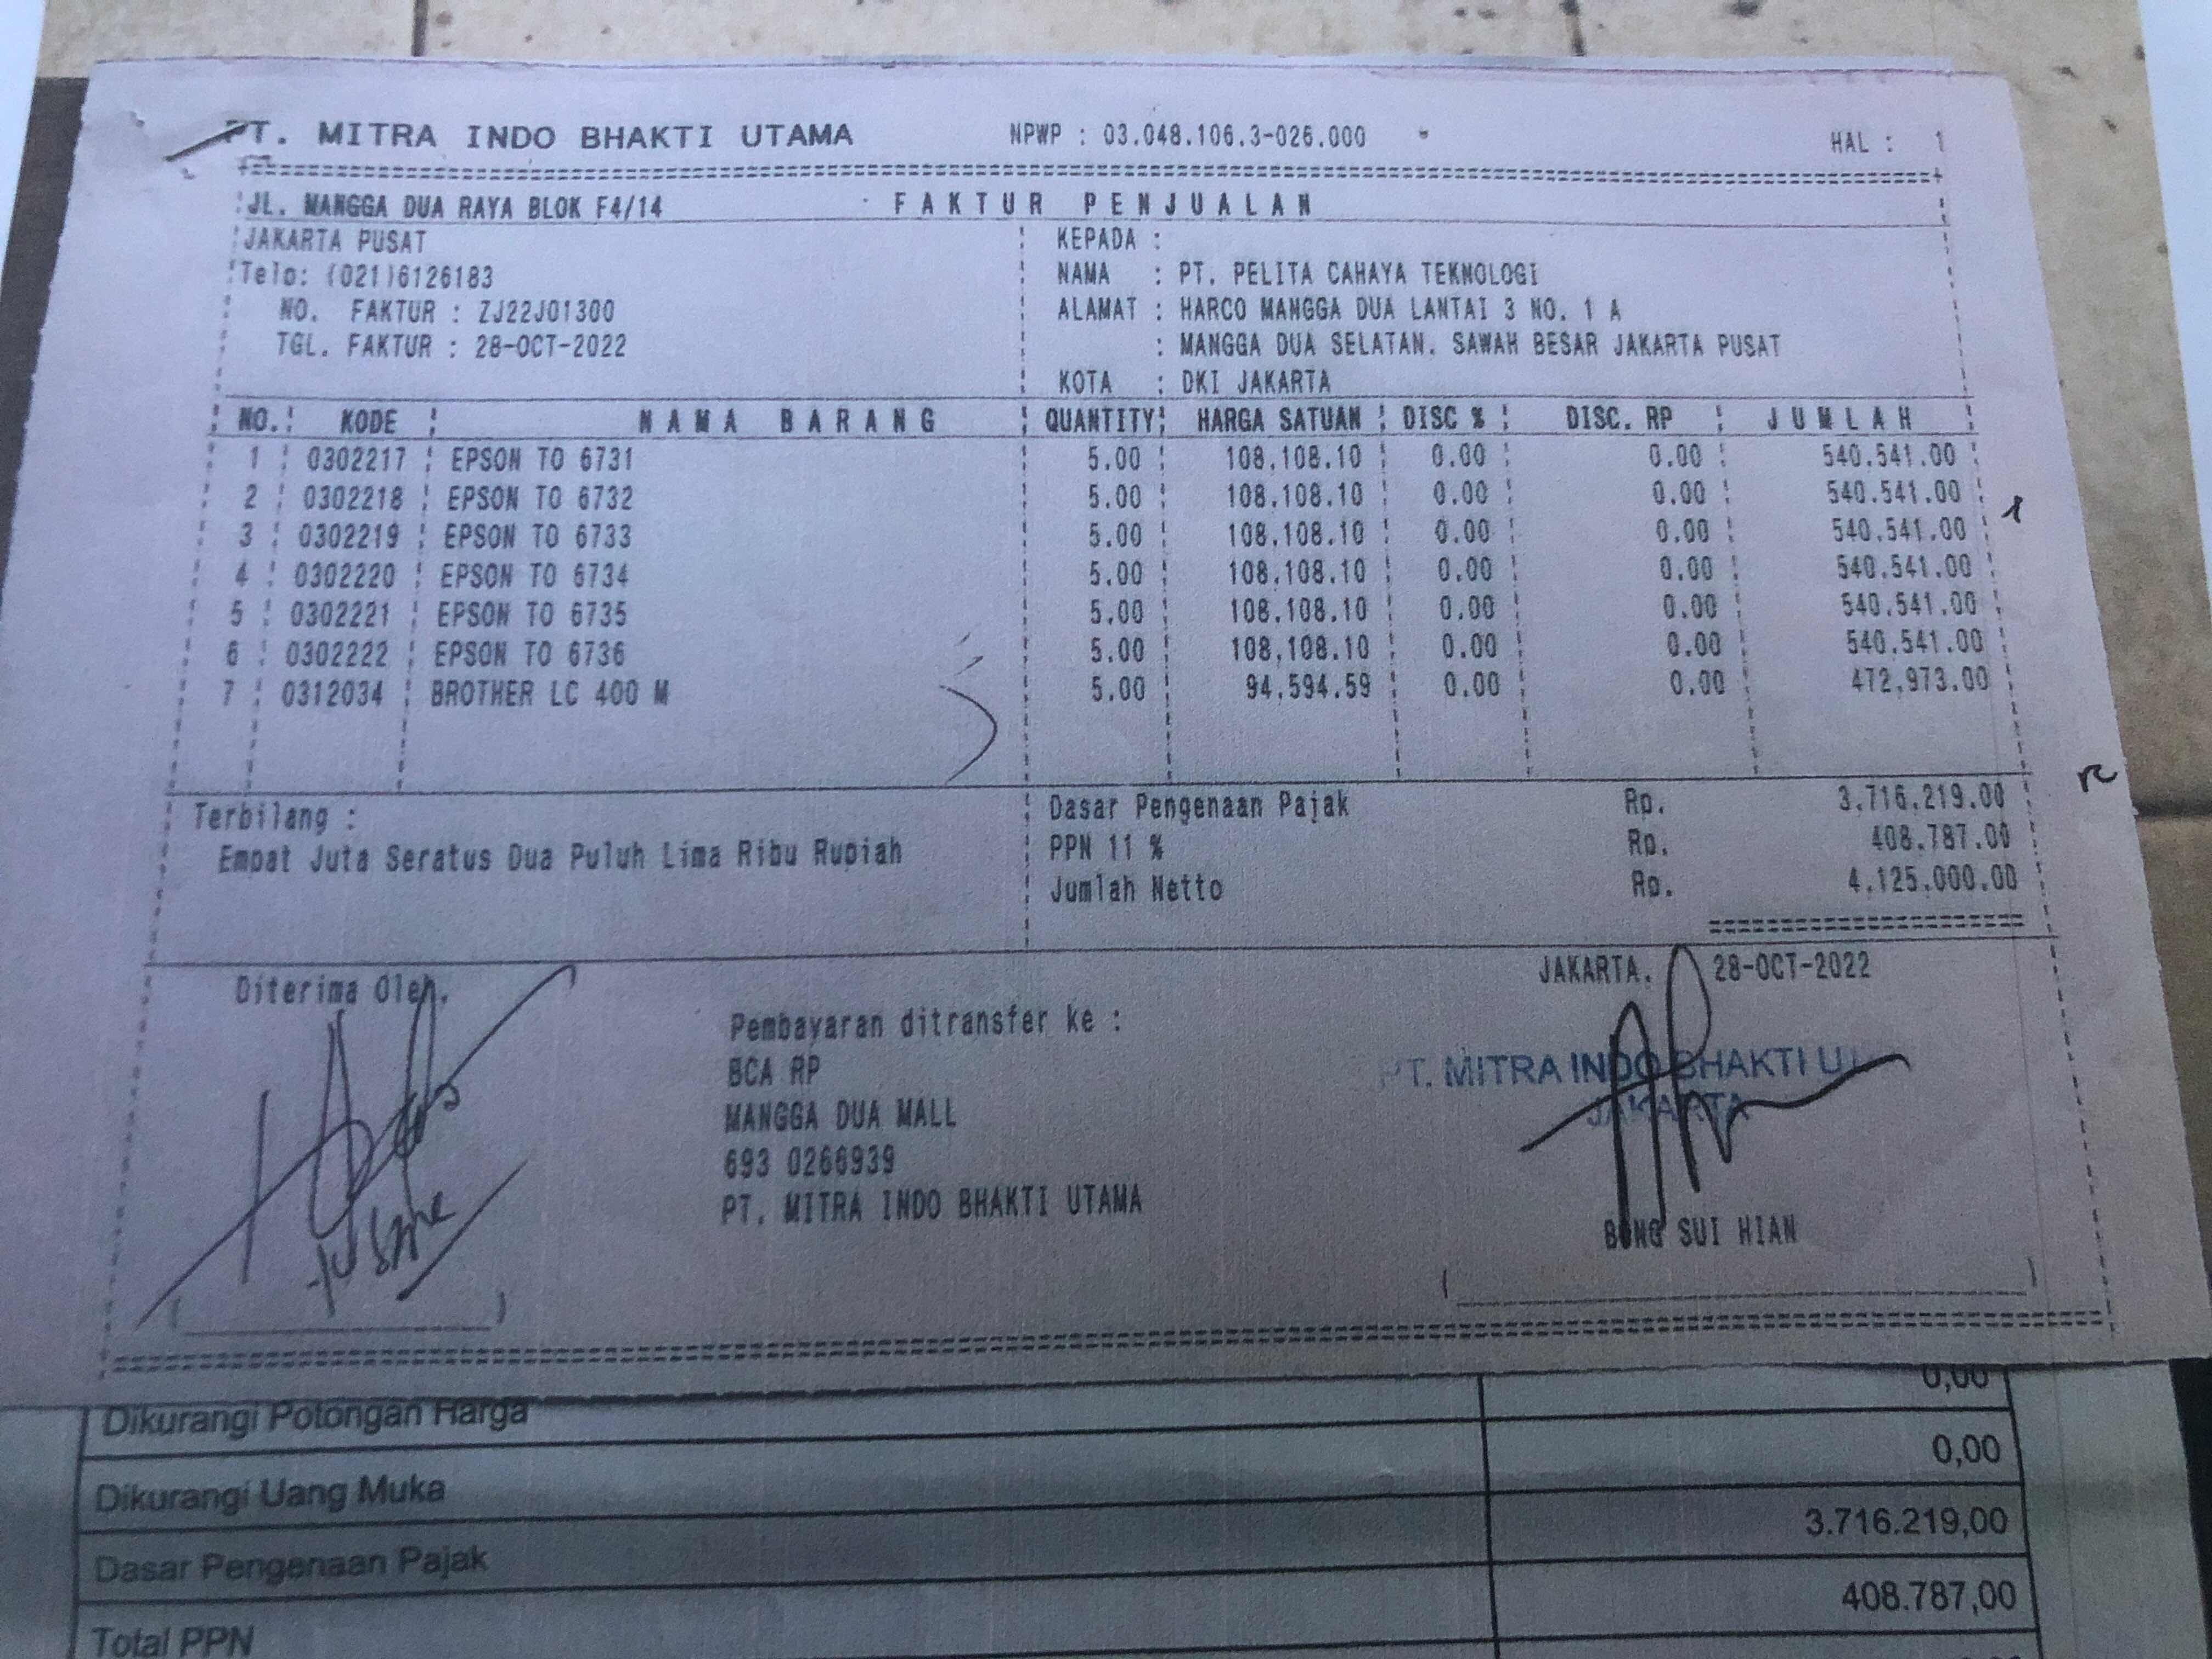 PT. MITRA INDO BHAKTI UTAMA NPWP : 03.048.106.3-026.000 HAL : 1
JL. MANGGA DUA RAYA BLOK F4/14 FAKTUR PENJUALAN
JAKARTA PUSAT KEPADA :
Telp: (021)6126183 NAMA : PT. PELITA CAHAYA TEKNOLOGI
NO. FAKTUR : ZJ22J01300 ALAMAT : HARCO MANGGA DUA LANTAI 3 NO. 1 A
TGL. FAKTUR : 28-OCT-2022 : MANGGA DUA SELATAN. SAWAH BESAR JAKARTA PUSAT
KOTA : DKI JAKARTA
NO. KODE NAMA BARANG QUANTITY HARGA SATUAN DISC % DISC. RP JUMLAH
1 0302217 EPSON TO 6731 5.00 108,108.10 0.00 0.00 540.541.00
2 0302218 EPSON TO 6732 5.00 108,108.10 0.00 0.00 540.541.00
3 0302219 EPSON TO 6733 5.00 108,108.10 0.00 0.00 540.541.00
4 0302220 EPSON TO 6734 5.00 108,108.10 0.00 0.00 540.541.00
5 0302221 EPSON TO 6735 5.00 108,108.10 0.00 0.00 540.541.00
6 0302222 EPSON TO 6736 5.00 108,108.10 0.00 0.00 540.541.00
7 0312034 BROTHER LC 400 M 5.00 94,594.59 0.00 0.00 472,973.00
Terbilang : Dasar Pengenaan Pajak Rp. 3.716.219.00
Empat Juta Seratus Dua Puluh Lima Ribu Rupiah PPN 11 % Rp. 408.787.00
Jumlah Netto Rp. 4.125.000.00
Diterima Oleh, JAKARTA, 28-OCT-2022
Pembayaran ditransfer ke :
BCA RP
MANGGA DUA MALL
693 0266939
PT. MITRA INDO BHAKTI UTAMA
PT. MITRA INDO BHAKTI
JAKARTA
BONG SUI HIAN
Dikurangi Potongan Harga 0,00
Dikurangi Uang Muka 0,00
Dasar Pengenaan Pajak 3.716.219,00
Total PPN 408.787,00